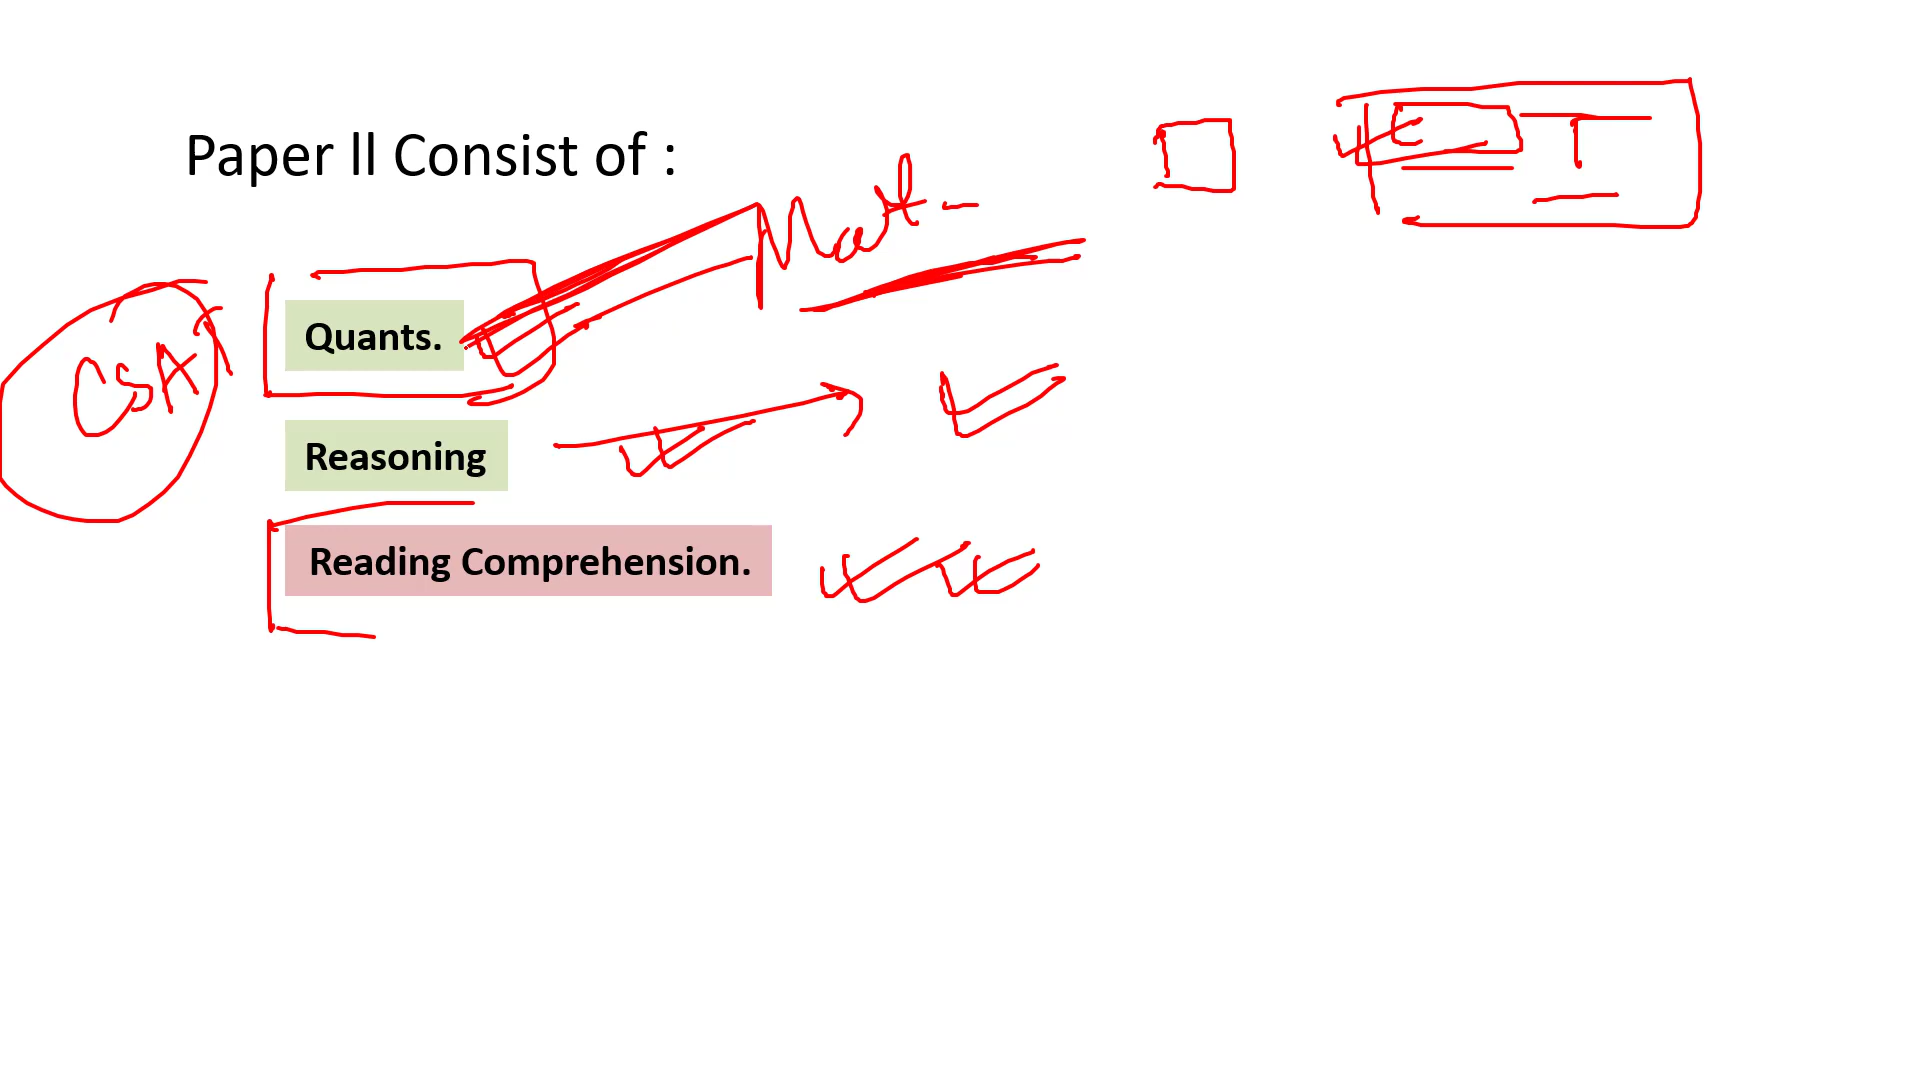 Paper ll Consist of :
Math
Quants.
CSAT
Reasoning
Reading Comprehension.